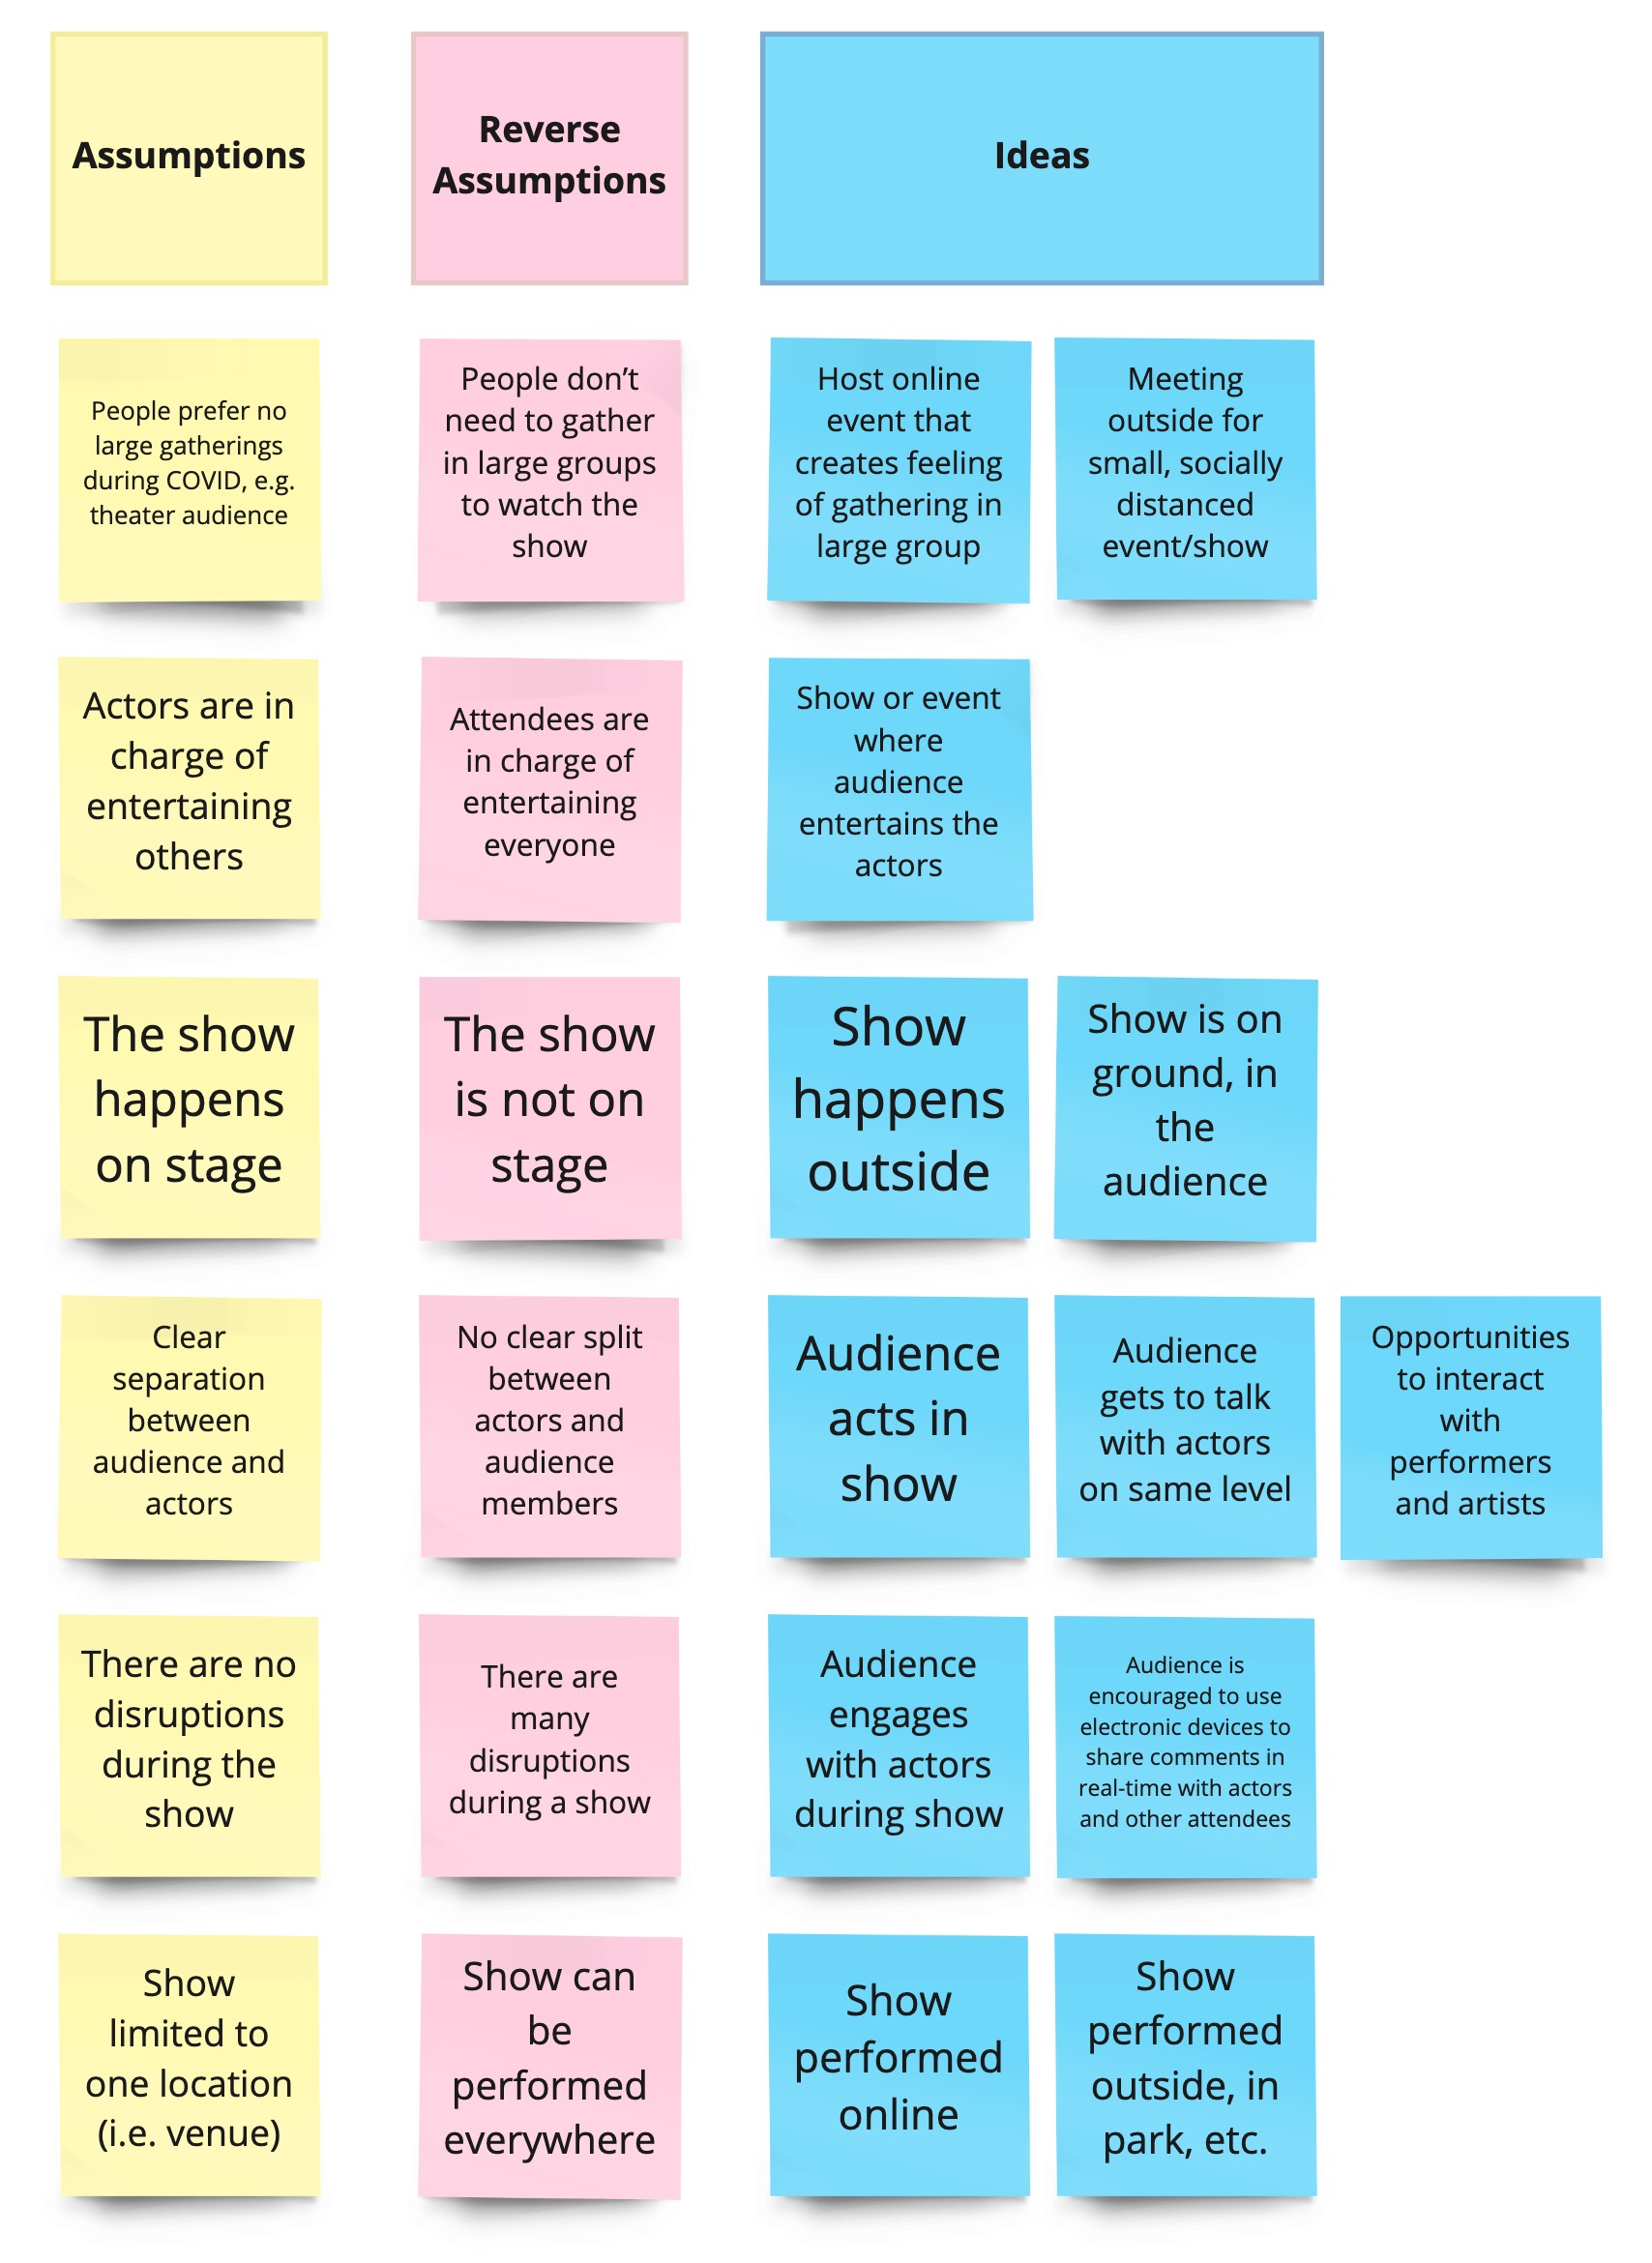 Assumptions
Reverse
Assumptions
Ideas
People prefer no
large gatherings
during COVID, e.g.
theater audience
People don’t
need to gather
in large groups
to watch the
show
Host online
event that
creates feeling
of gathering in
large group
Meeting
outside for
small, socially
distanced
event/show
Actors are in
charge of
entertaining
others
Attendees are
in charge of
entertaining
everyone
Show or event
where
audience
entertains the
actors
The show
happens
on stage
The show
is not on
stage
Show
happens
outside
Show is on
ground, in
the
audience
Clear
separation
between
audience and
actors
No clear split
between
actors and
audience
members
Audience
acts in
show
Audience
gets to talk
with actors
on same level
Opportunities
to interact
with
performers
and artists
There are no
disruptions
during the
show
There are
many
disruptions
during a show
Audience
engages
with actors
during show
Audience is
encouraged to use
electronic devices to
share comments in
real-time with actors
and other attendees
Show
limited to
one location
(i.e. venue)
Show can
be
performed
everywhere
Show
performed
online
Show
performed
outside, in
park, etc.